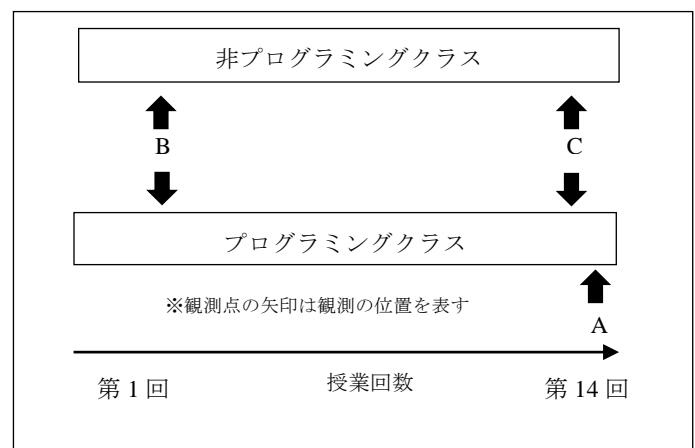 非プログラミングクラス
B
C
プログラミングクラス
※観測点の矢印は観測の位置を表す
A
第 1 回
授業回数
第 14 回